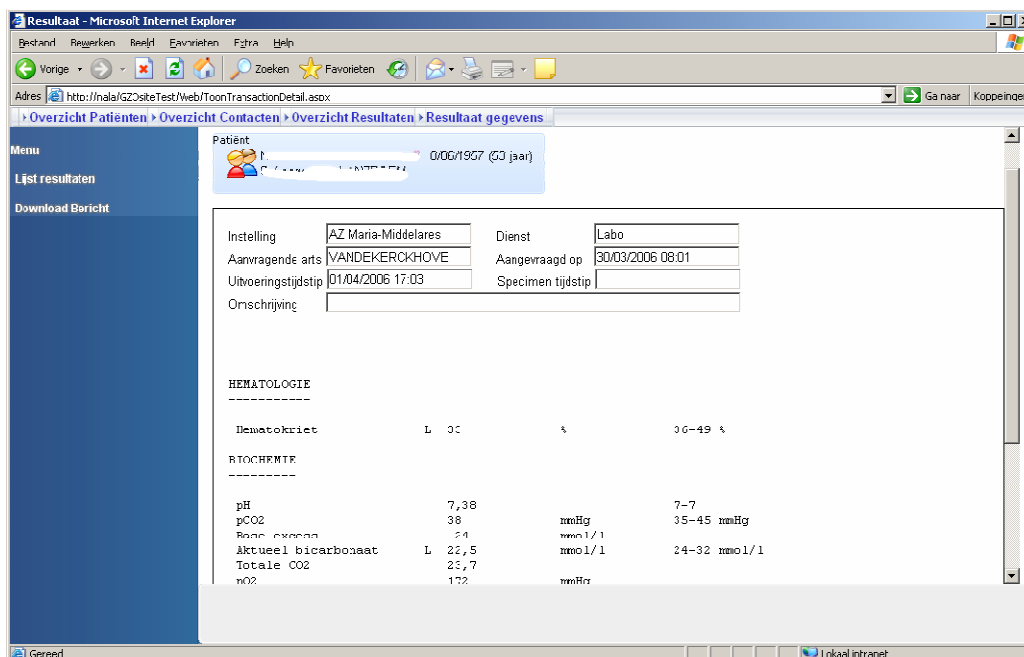 Resultaat - Microsoft Internet Explorer
Bestand Bewerken Beeld Favorieten Extra Help
Vorige Zoeken Favorieten
Adres http://nala/GZOsiteTest/Web/ToonTransactionDetail.aspx Ga naar Koppelingen
Overzicht Patiënten Overzicht Contacten Overzicht Resultaten Resultaat gegevens
Menu
Lijst resultaten
Download Bericht
Patiënt
Instelling AZ Maria-Middelares Dienst Labo
Aanvragende arts VANDEKERCKHOVE Aangevraagd op 30/03/2006 08:01
Uitvoeringstijdstip 01/04/2006 17:03 Specimen tijdstip
Omschrijving
HEMATOLOGIE
-----------
Hematokriet L % 36-49 %
BIOCHEMIE
---------
pH 7,38 7-7
pCO2 38 mmHg 35-45 mmHg
mmol/l
Aktueel bicarbonaat L 22,5 mmol/l 24-32 mmol/l
Totale CO2 23,7
pO2 172 mmHg
Gereed Lokaal intranet